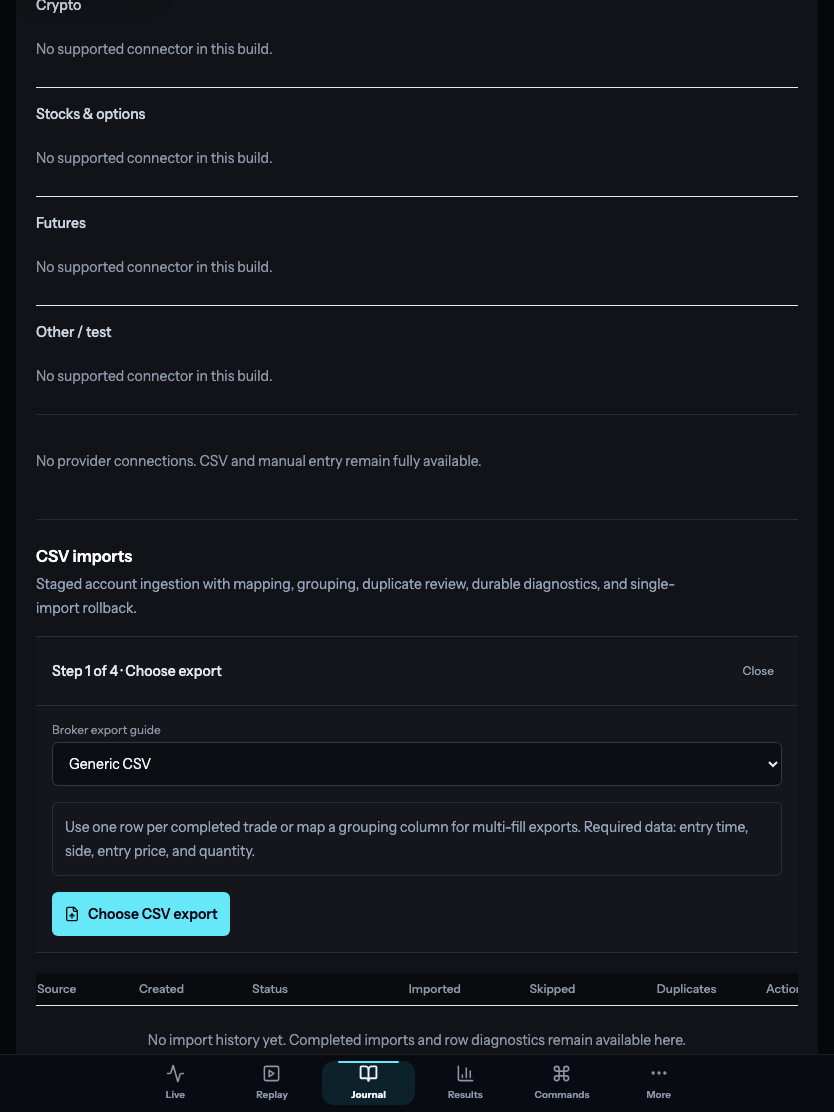 Crypto
No supported connector in this build.
Stocks & options
No supported connector in this build.
Futures
No supported connector in this build.
Other / test
No supported connector in this build.
No provider connections. CSV and manual entry remain fully available.
CSV imports
Staged account ingestion with mapping, grouping, duplicate review, durable diagnostics, and single-
import rollback.
Step 1 of 4 · Choose export
Close
Broker export guide
Generic CSV
Use one row per completed trade or map a grouping column for multi-fill exports. Required data: entry time,
side, entry price, and quantity.
Choose CSV export
Source Created Status Imported Skipped Duplicates Action
No import history yet. Completed imports and row diagnostics remain available here.
Live Replay Journal Results Commands More